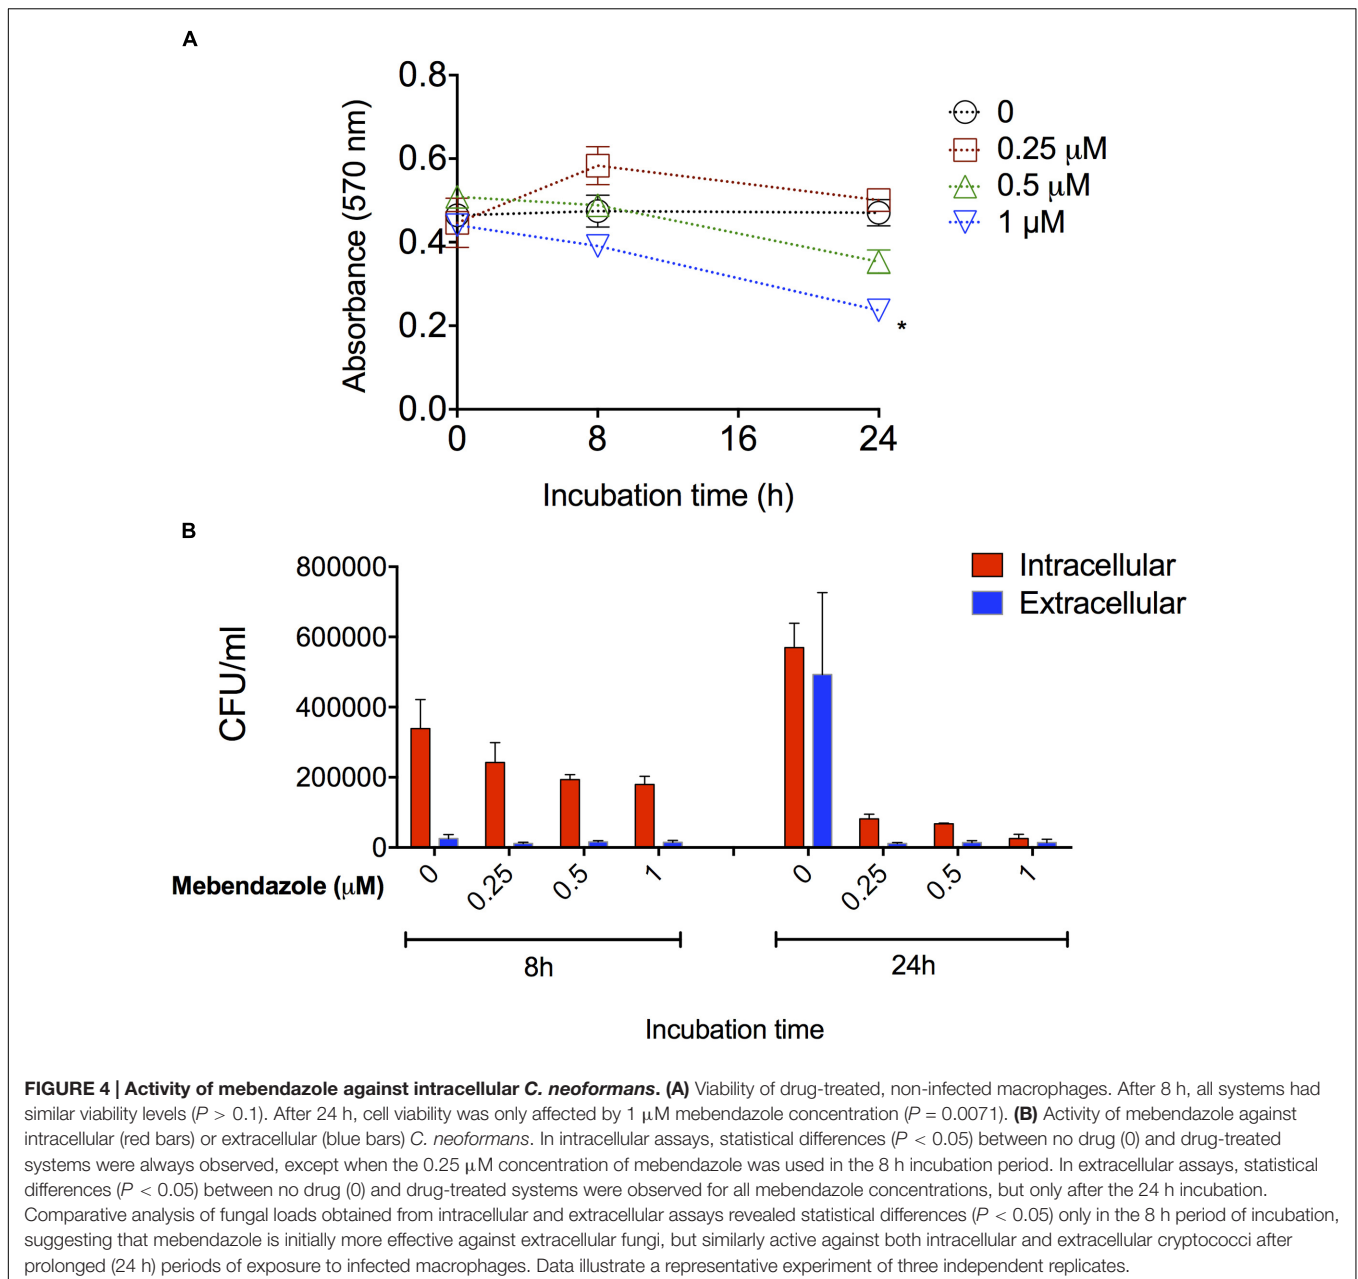 A
0.8
0.6
0.4
0.2
0.0
Absorbance (570 nm)
0 8 16 24
Incubation time (h)
0
0.25 μM
0.5 μM
1 μM
*
B
800000
600000
400000
200000
0
CFU/ml
Intracellular
Extracellular
Mebendazole (μM)
0 0.25 0.5 1 0 0.25 0.5 1
8h 24h
Incubation time
FIGURE 4 | Activity of mebendazole against intracellular C. neoformans. (A) Viability of drug-treated, non-infected macrophages. After 8 h, all systems had
similar viability levels (P > 0.1). After 24 h, cell viability was only affected by 1 μM mebendazole concentration (P = 0.0071). (B) Activity of mebendazole against
intracellular (red bars) or extracellular (blue bars) C. neoformans. In intracellular assays, statistical differences (P < 0.05) between no drug (0) and drug-treated
systems were always observed, except when the 0.25 μM concentration of mebendazole was used in the 8 h incubation period. In extracellular assays, statistical
differences (P < 0.05) between no drug (0) and drug-treated systems were observed for all mebendazole concentrations, but only after the 24 h incubation.
Comparative analysis of fungal loads obtained from intracellular and extracellular assays revealed statistical differences (P < 0.05) only in the 8 h period of incubation,
suggesting that mebendazole is initially more effective against extracellular fungi, but similarly active against both intracellular and extracellular cryptococci after
prolonged (24 h) periods of exposure to infected macrophages. Data illustrate a representative experiment of three independent replicates.